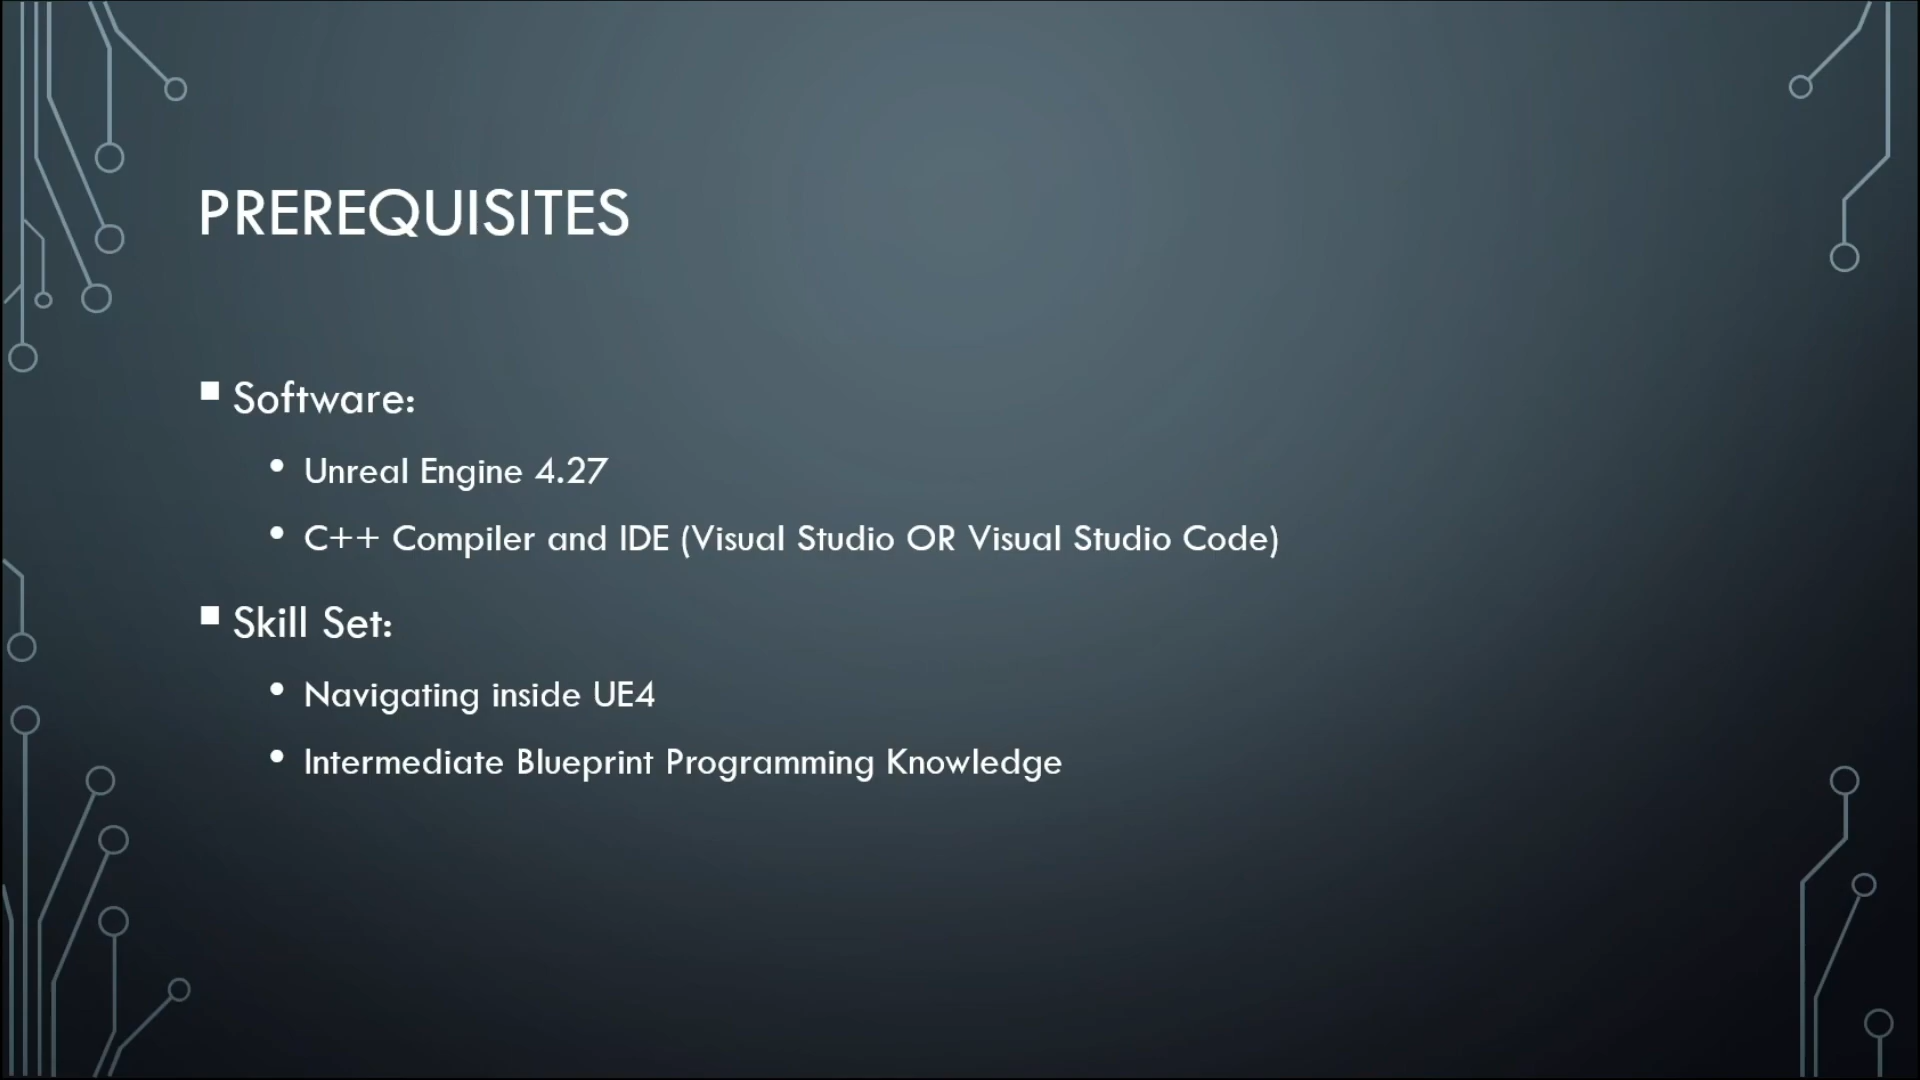 PREREQUISITES
Software:
Unreal Engine 4.27
C++ Compiler and IDE (Visual Studio OR Visual Studio Code)
Skill Set:
Navigating inside UE4
Intermediate Blueprint Programming Knowledge